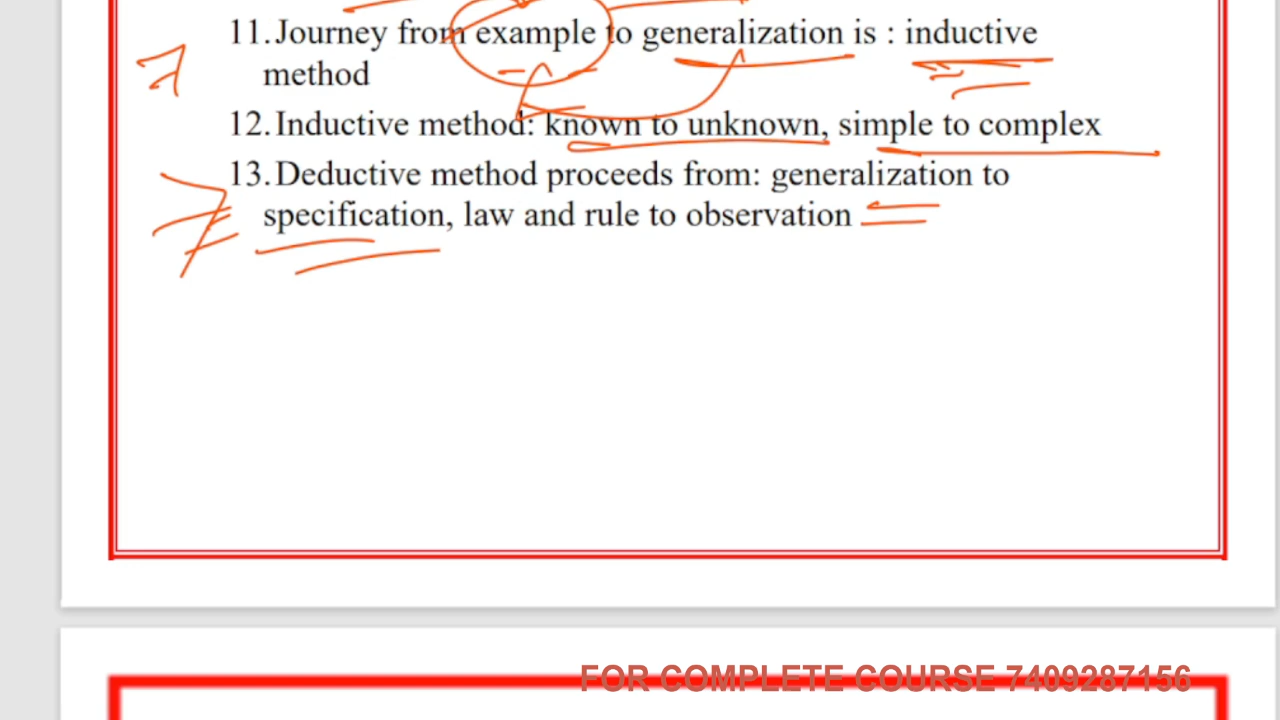 11. Journey from example to generalization is : inductive
method
12. Inductive method: known to unknown, simple to complex
13. Deductive method proceeds from: generalization to
specification, law and rule to observation
FOR COMPLETE COURSE 7409287156